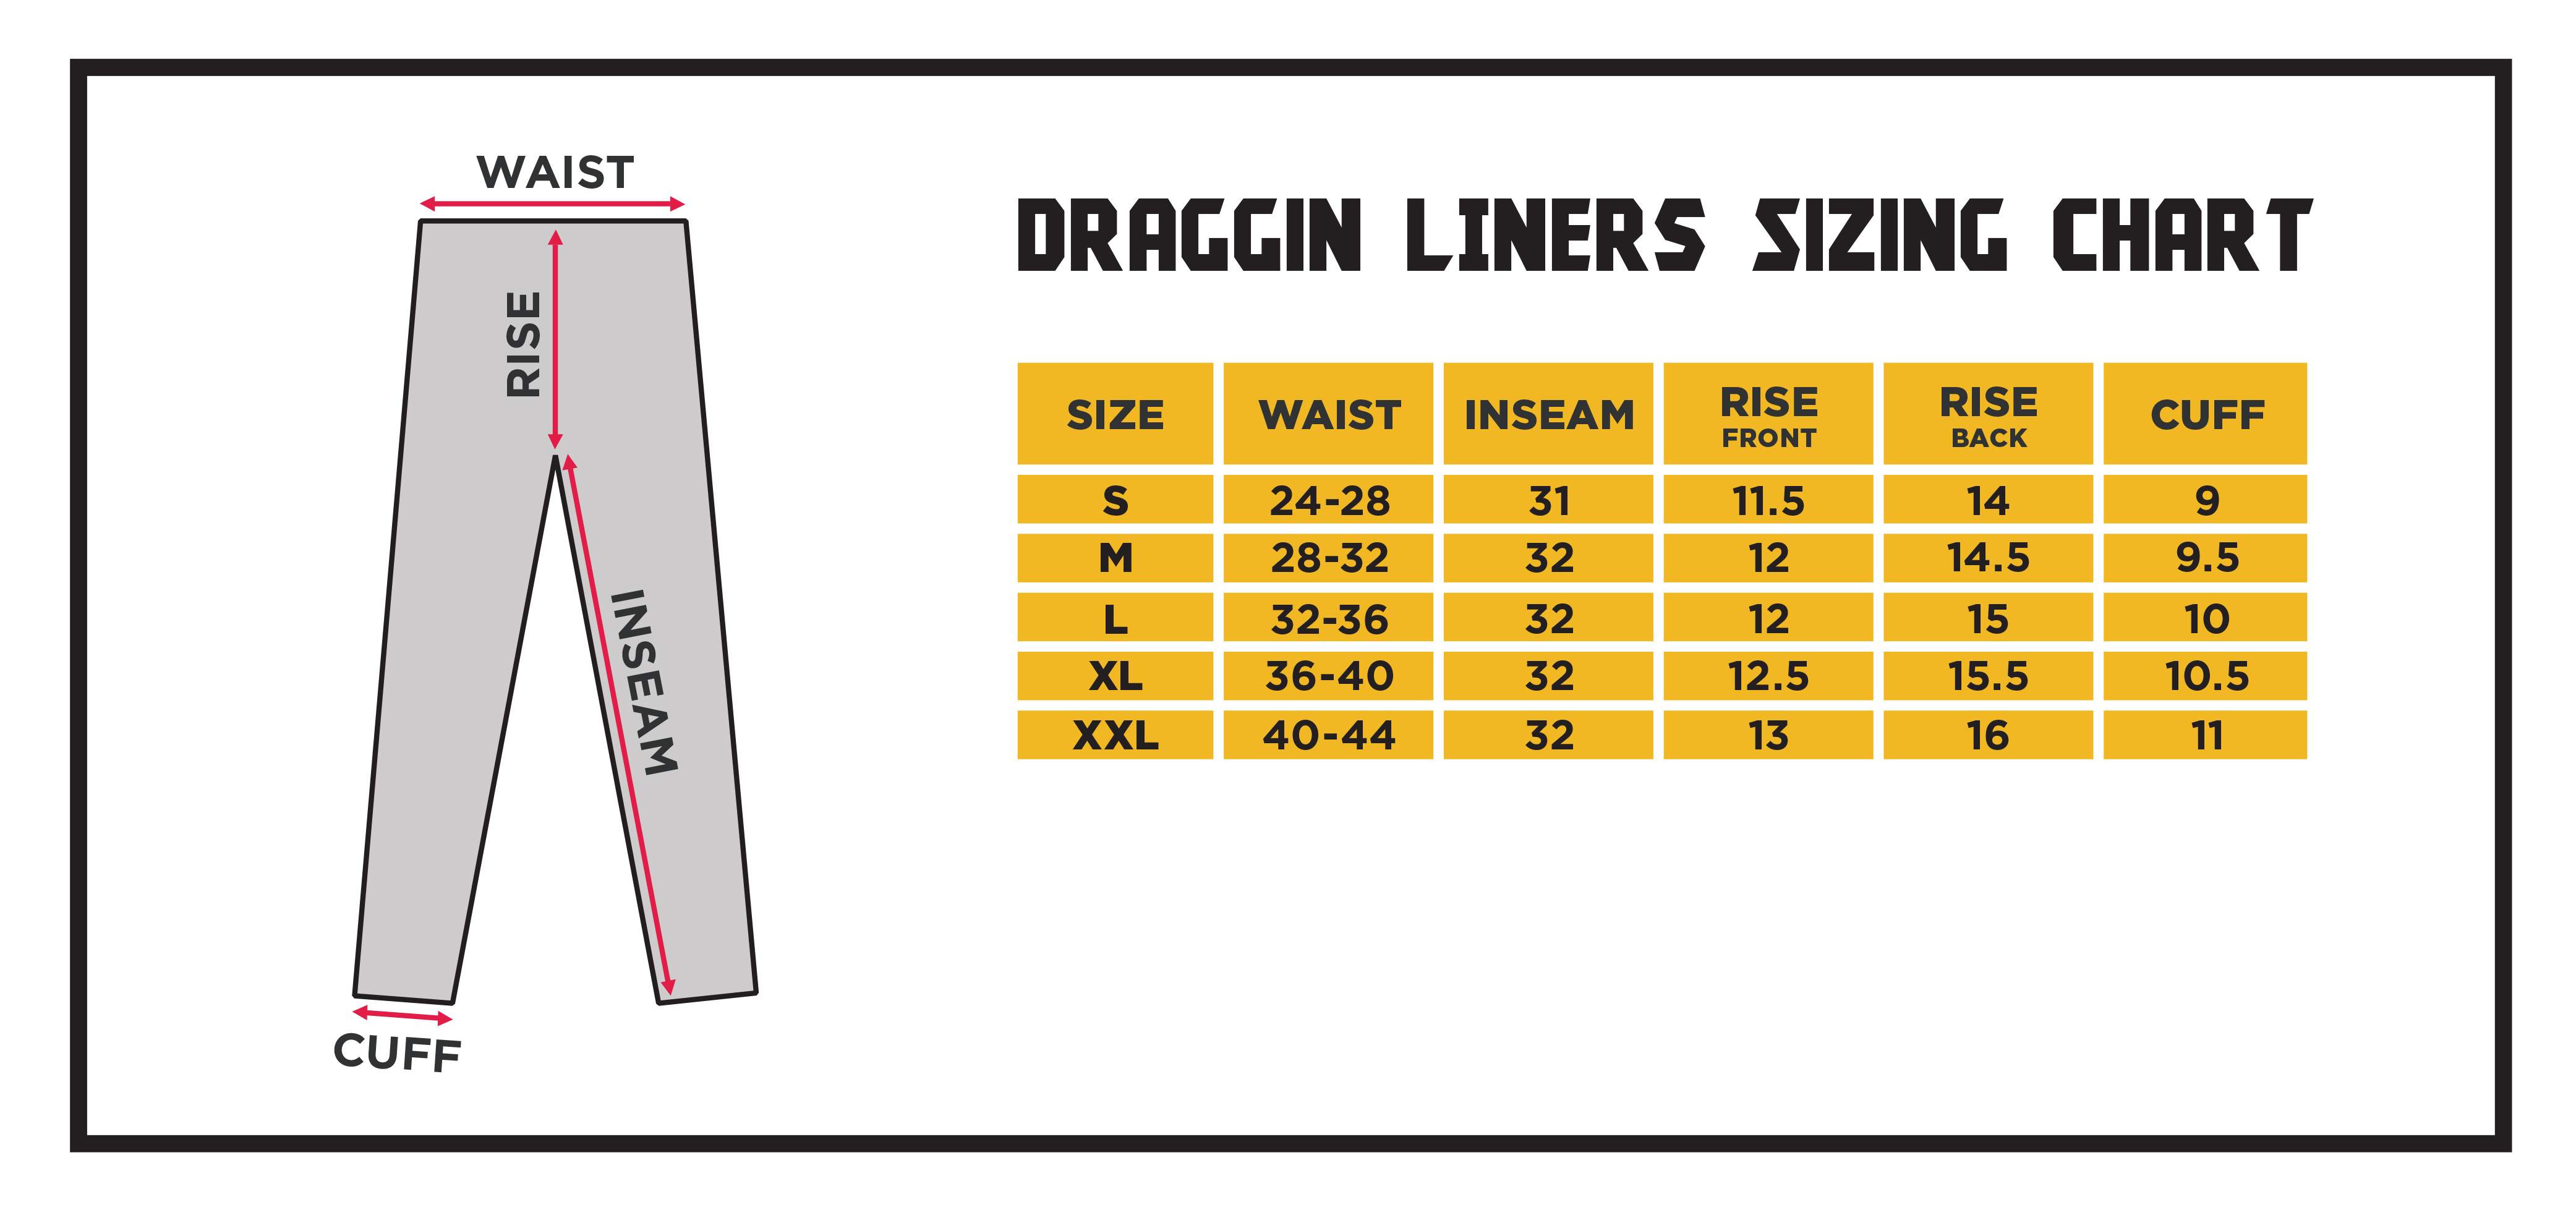 WAIST
RISE
INSEAM
CUFF
DRAGGIN LINERS SIZING CHART
SIZE WAIST INSEAM RISE FRONT RISE BACK CUFF
S 24-28 31 11.5 14 9
M 28-32 32 12 14.5 9.5
L 32-36 32 12 15 10
XL 36-40 32 12.5 15.5 10.5
XXL 40-44 32 13 16 11